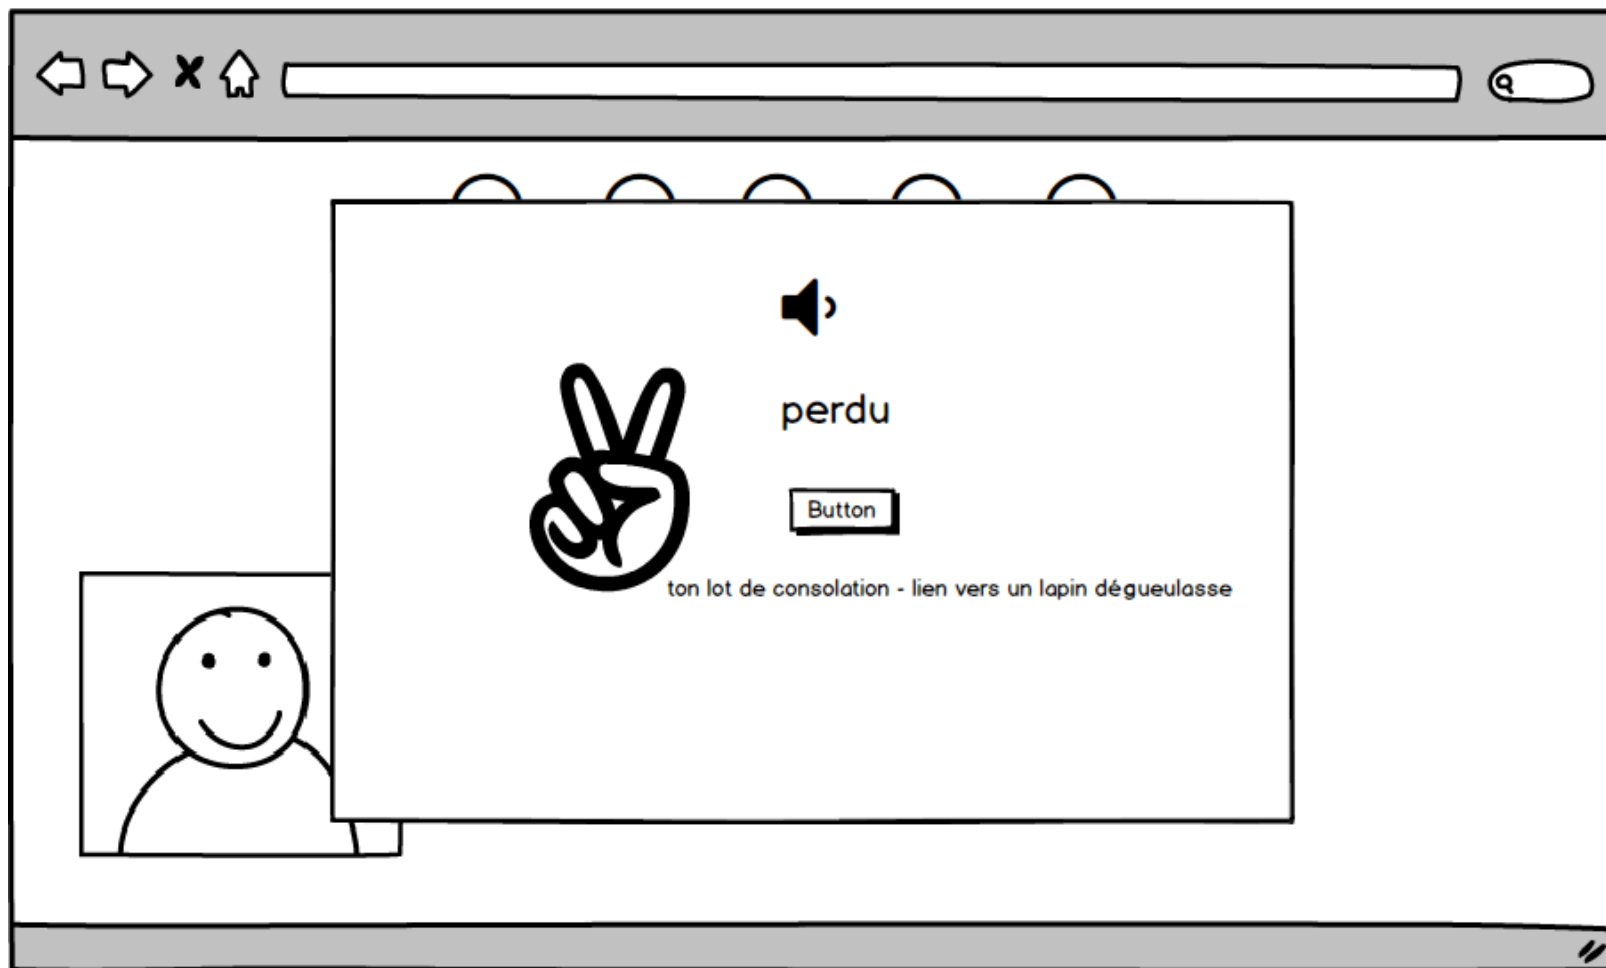 perdu
Button
ton lot de consolation - lien vers un lapin dégueulasse